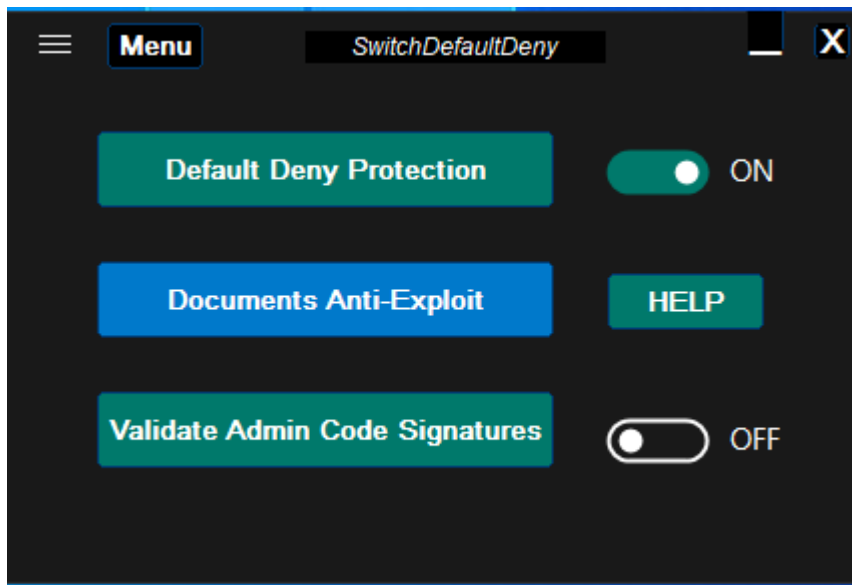 Menu
SwitchDefaultDeny
X
Default Deny Protection
ON
Documents Anti-Exploit
HELP
Validate Admin Code Signatures
OFF